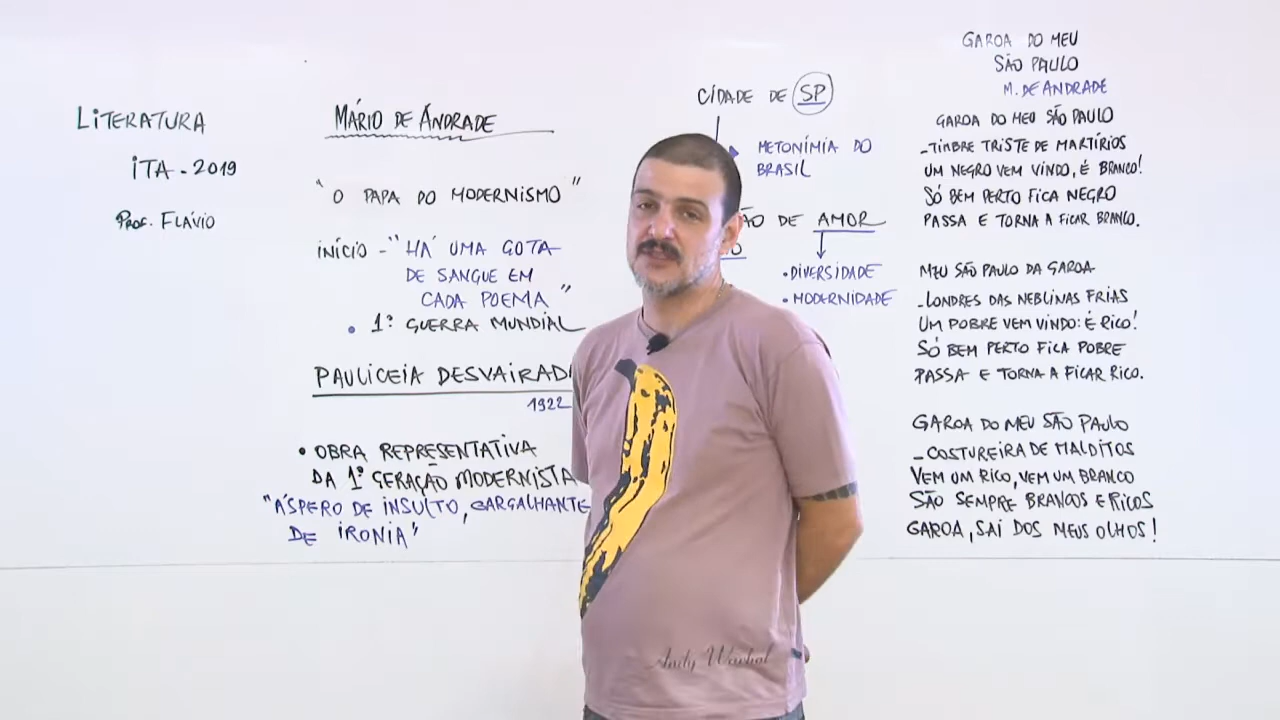 LITERATURA
ITA - 2019
PROF. FLÁVIO
MÁRIO DE ANDRADE
"O PAPA DO MODERNISMO"
INÍCIO - "HÁ UMA GOTA
DE SANGUE EM
CADA POEMA"
• 1ª GUERRA MUNDIAL
PAULICEIA DESVAIRADA
1922
• OBRA REPRESENTATIVA
DA 1ª GERAÇÃO MODERNISTA
"ÁSPERO DE INSULTO, GARGALHANTE
DE IRONIA"
CIDADE DE SP
METONÍMIA DO
BRASIL
ÃO DE AMOR
O
• DIVERSIDADE
• MODERNIDADE
GAROA DO MEU
SÃO PAULO
M. DE ANDRADE
GAROA DO MEU SÃO PAULO
_TIMBRE TRISTE DE MARTÍRIOS
UM NEGRO VEM VINDO, É BRANCO!
SÓ BEM PERTO FICA NEGRO
PASSA E TORNA A FICAR BRANCO.
MEU SÃO PAULO DA GAROA
_LONDRES DAS NEBLINAS FRIAS
UM POBRE VEM VINDO: É RICO!
SÓ BEM PERTO FICA POBRE
PASSA E TORNA A FICAR RICO.
GAROA DO MEU SÃO PAULO
_COSTUREIRA DE MALDITOS
VEM UM RICO, VEM UM BRANCO
SÃO SEMPRE BRANCOS E RICOS
GAROA, SAI DOS MEUS OLHOS!
Andy Warhol